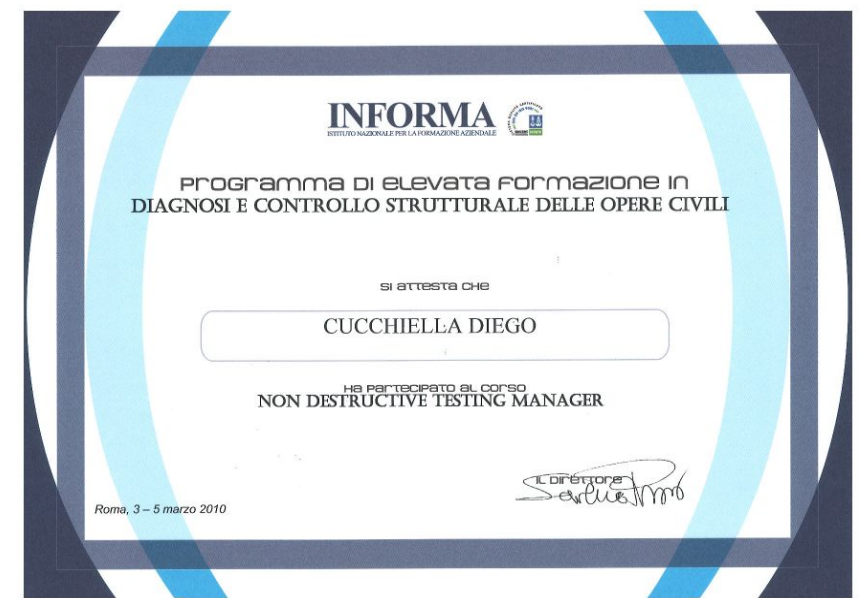 INFORMA
ISTITUTO NAZIONALE PER LA FORMAZIONE AZIENDALE
Programma di elevata formazione in
DIAGNOSI E CONTROLLO STRUTTURALE DELLE OPERE CIVILI
si attesta che
CUCCHIELLA DIEGO
Ha partecipato al corso
NON DESTRUCTIVE TESTING MANAGER
Il Direttore
Roma, 3 – 5 marzo 2010